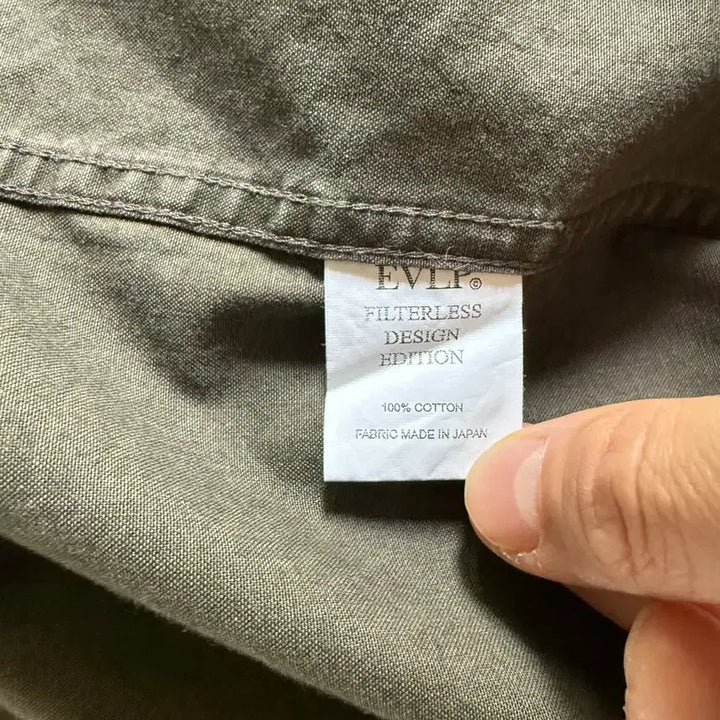 EVLP©
FILTERLESS
DESIGN
EDITION
100% COTTON
FABRIC MADE IN JAPAN